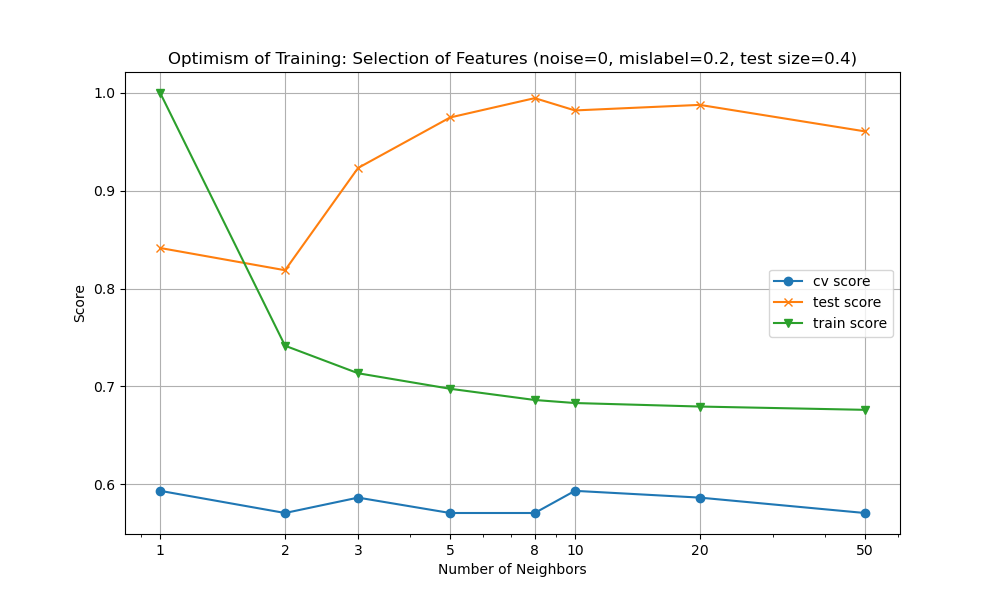 Optimism of Training: Selection of Features (noise=0, mislabel=0.2, test size=0.4)
1.0
0.9
0.8
0.7
0.6
Score
cv score
test score
train score
1 2 3 5 8 10 20 50
Number of Neighbors